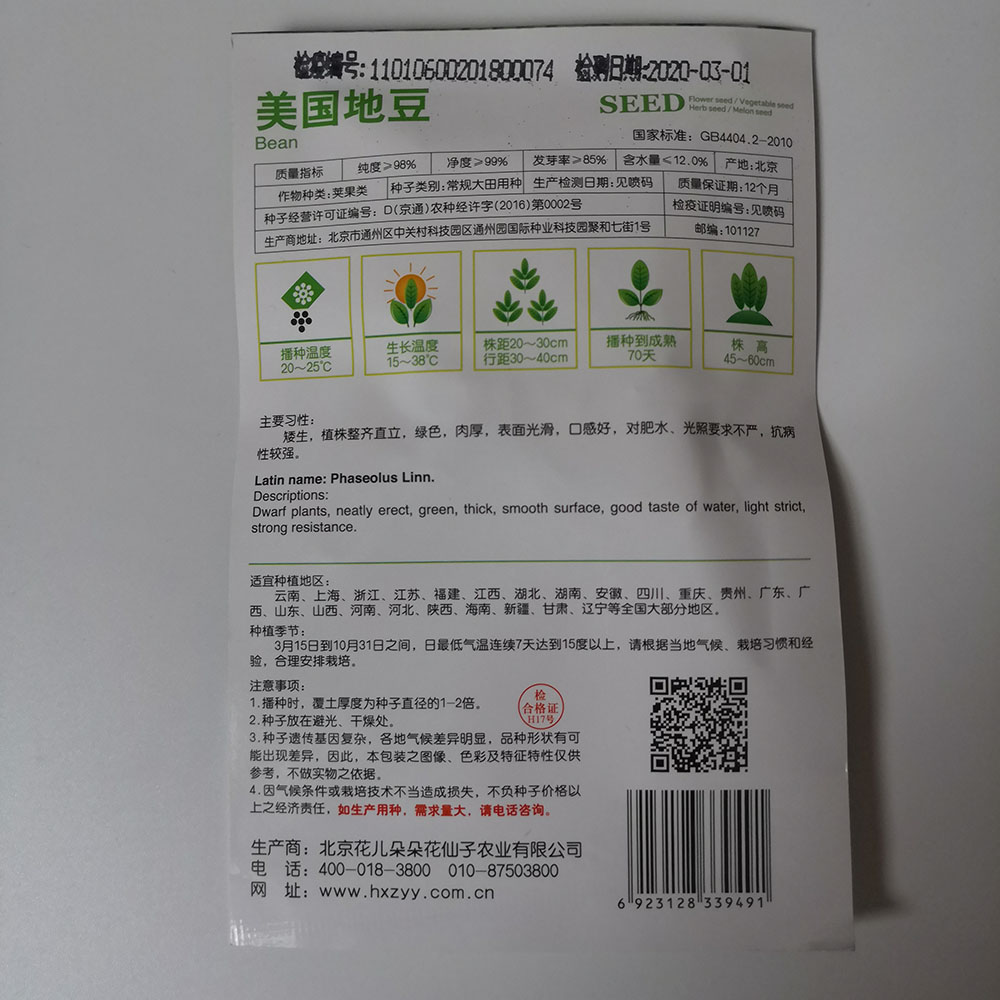 检疫编号:11010600201800074 检测日期:2020-03-01
美国地豆
Bean
SEED Flower seed / Vegetable seed
Herb seed / Melon seed
国家标准：GB4404.2-2010
质量指标 纯度≥98% 净度≥99% 发芽率≥85% 含水量≤12.0% 产地:北京
作物种类:荚果类 种子类别:常规大田用种 生产检测日期:见喷码 质量保证期:12个月
种子经营许可证编号：D(京通)农种经许字(2016)第0002号 检疫证明编号:见喷码
生产商地址：北京市通州区中关村科技园区通州园国际种业科技园聚和七街1号 邮编:101127
播种温度
20～25℃
生长温度
15～38℃
株距20～30cm
行距30～40cm
播种到成熟
70天
株 高
45～60cm
主要习性：
矮生，植株整齐直立，绿色，肉厚，表面光滑，口感好，对肥水、光照要求不严，抗病
性较强。
Latin name: Phaseolus Linn.
Descriptions:
Dwarf plants, neatly erect, green, thick, smooth surface, good taste of water, light strict,
strong resistance.
适宜种植地区：
云南、上海、浙江、江苏、福建、江西、湖北、湖南、安徽、四川、重庆、贵州、广东、广
西、山东、山西、河南、河北、陕西、海南、新疆、甘肃、辽宁等全国大部分地区。
种植季节：
3月15日到10月31日之间，日最低气温连续7天达到15度以上，请根据当地气候、栽培习惯和经
验，合理安排栽培。
注意事项：
1.播种时，覆土厚度为种子直径的1-2倍。
2.种子放在避光、干燥处。
3.种子遗传基因复杂，各地气候差异明显，品种形状有可
能出现差异，因此，本包装之图像、色彩及特征特性仅供
参考，不做实物之依据。
4.因气候条件或栽培技术不当造成损失，不负种子价格以
上之经济责任，如生产用种，需求量大，请电话咨询。
检
合格证
H17号
生产商：北京花儿朵朵花仙子农业有限公司
电 话：400-018-3800 010-87503800
网 址：www.hxzyy.com.cn
6 923128 339491